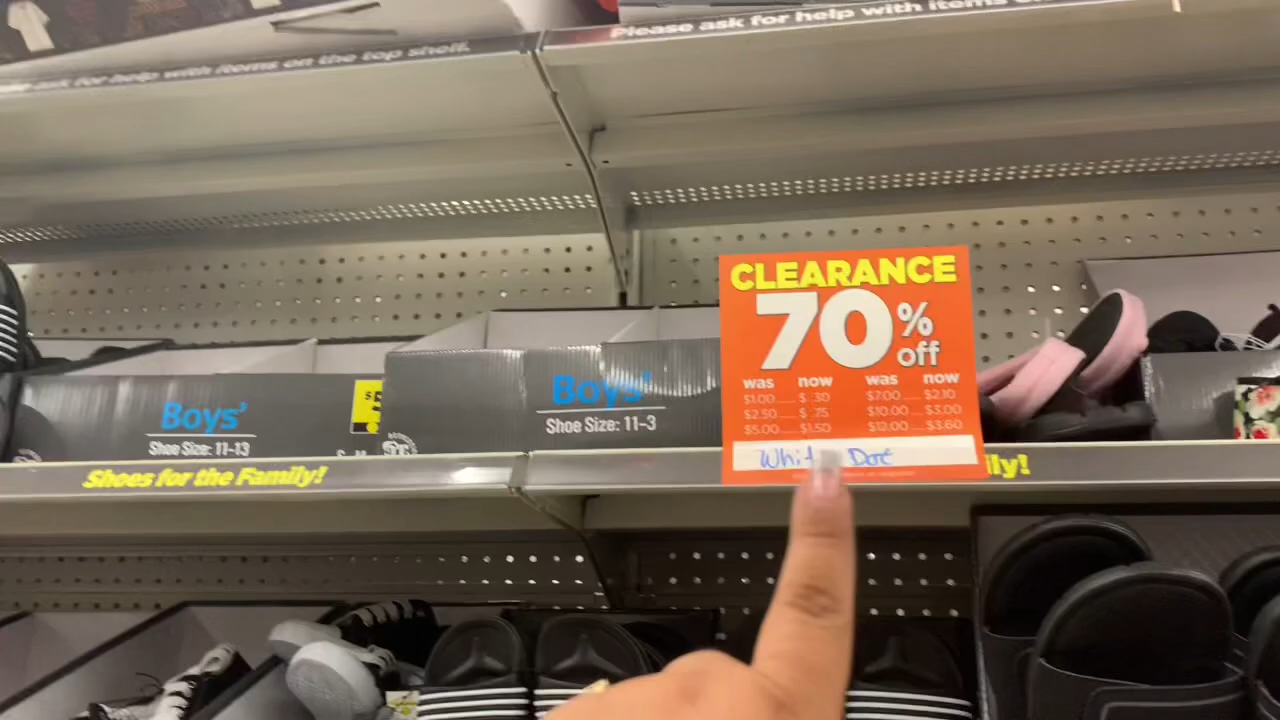 Please ask for help with items
ask for help with items on the top shelf.
CLEARANCE
70% off
was now was now
$1.00 $.30 $7.00 $2.10
$2.50 $.75 $10.00 $3.00
$5.00 $1.50 $12.00 $3.60
White Dot
Boys'
Shoe Size: 11-13
Boys'
Shoe Size: 11-3
$5
Shoes for the Family!
ily!